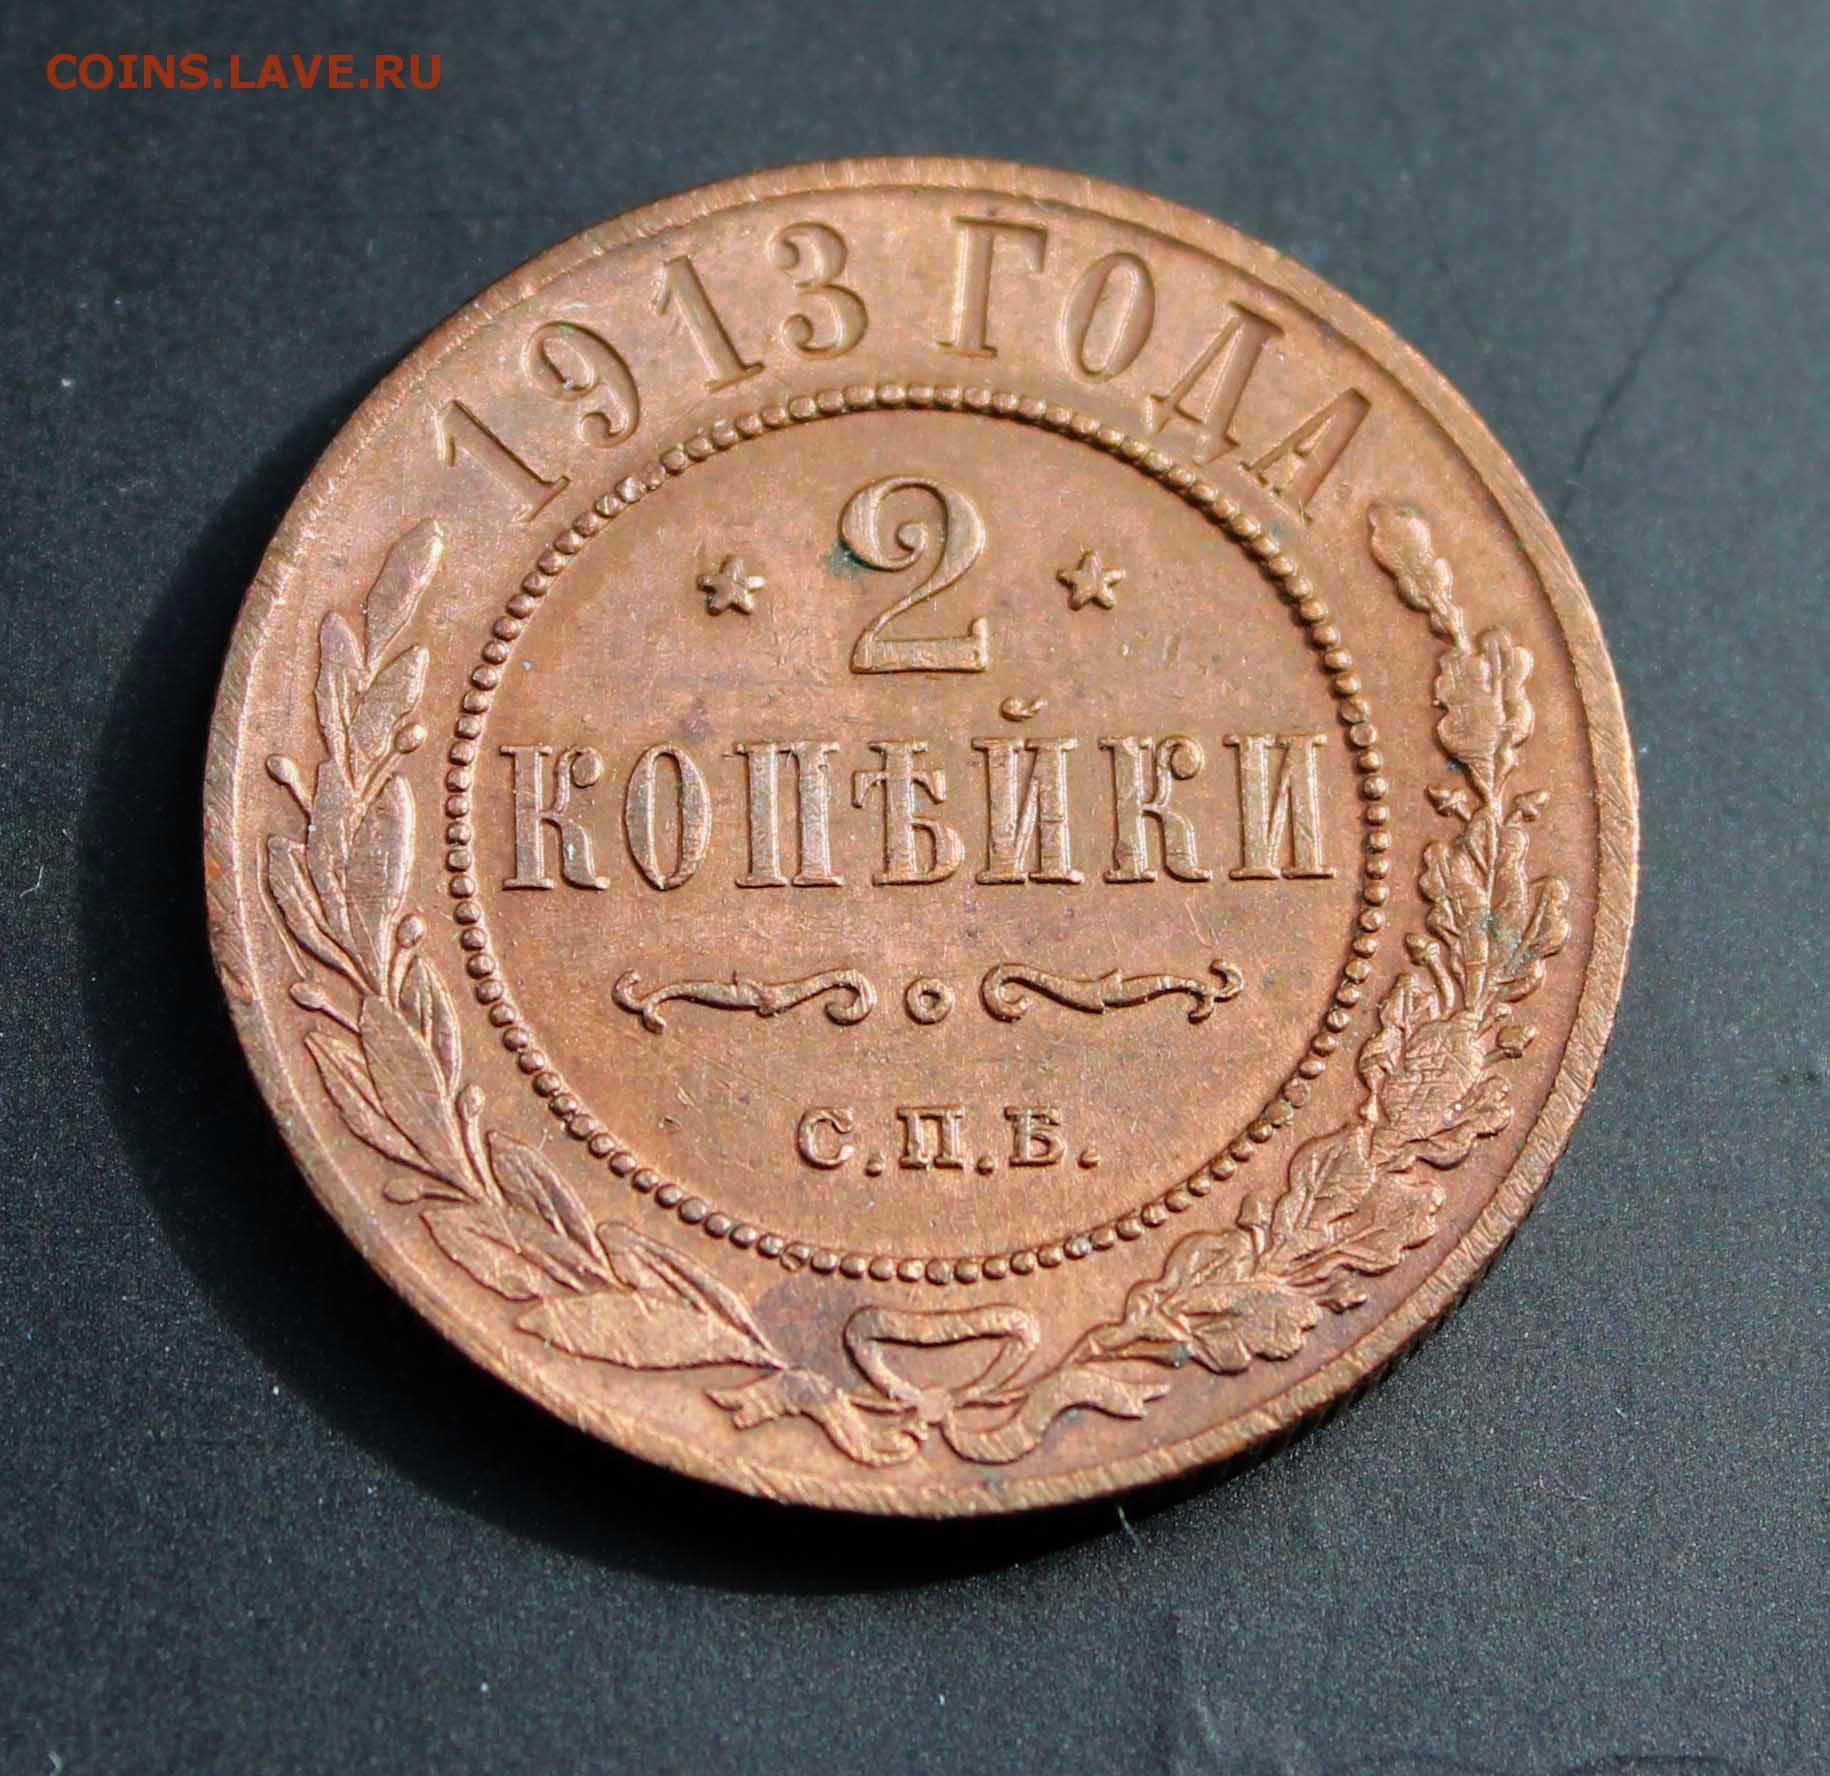 COINS.LAVE.RU
1913 ГОДА
2
КОПѢЙКИ
С.П.Б.